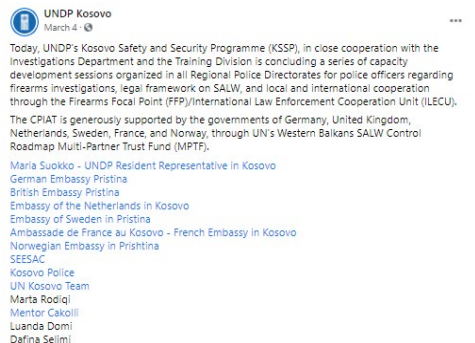 UNDP Kosovo
March 4 ·
Today, UNDP's Kosovo Safety and Security Programme (KSSP), in close cooperation with the
Investigations Department and the Training Division is concluding a series of capacity
development sessions organized in all Regional Police Directorates for police officers regarding
firearms investigations, legal framework on SALW, and local and international cooperation
through the Firearms Focal Point (FFP)/International Law Enforcement Cooperation Unit (ILECU).
The CPIAT is generously supported by the governments of Germany, United Kingdom,
Netherlands, Sweden, France, and Norway, through UN's Western Balkans SALW Control
Roadmap Multi-Partner Trust Fund (MPTF).
Maria Suokko - UNDP Resident Representative in Kosovo
German Embassy Pristina
British Embassy Pristina
Embassy of the Netherlands in Kosovo
Embassy of Sweden in Pristina
Ambassade de France au Kosovo - French Embassy in Kosovo
Norwegian Embassy in Prishtina
SEESAC
Kosovo Police
UN Kosovo Team
Marta Rodiqi
Mentor Cakolli
Luanda Domi
Dafina Selimi